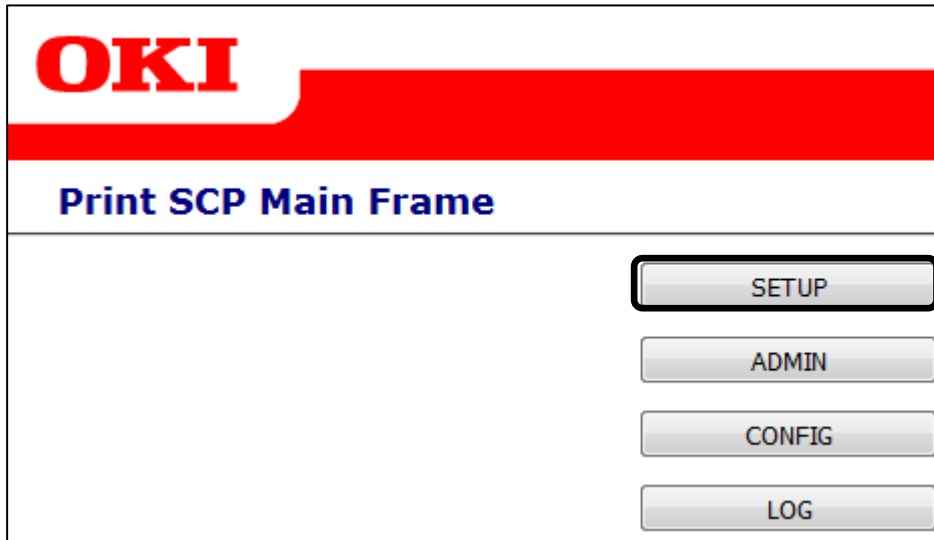 OKI
Print SCP Main Frame
SETUP
ADMIN
CONFIG
LOG